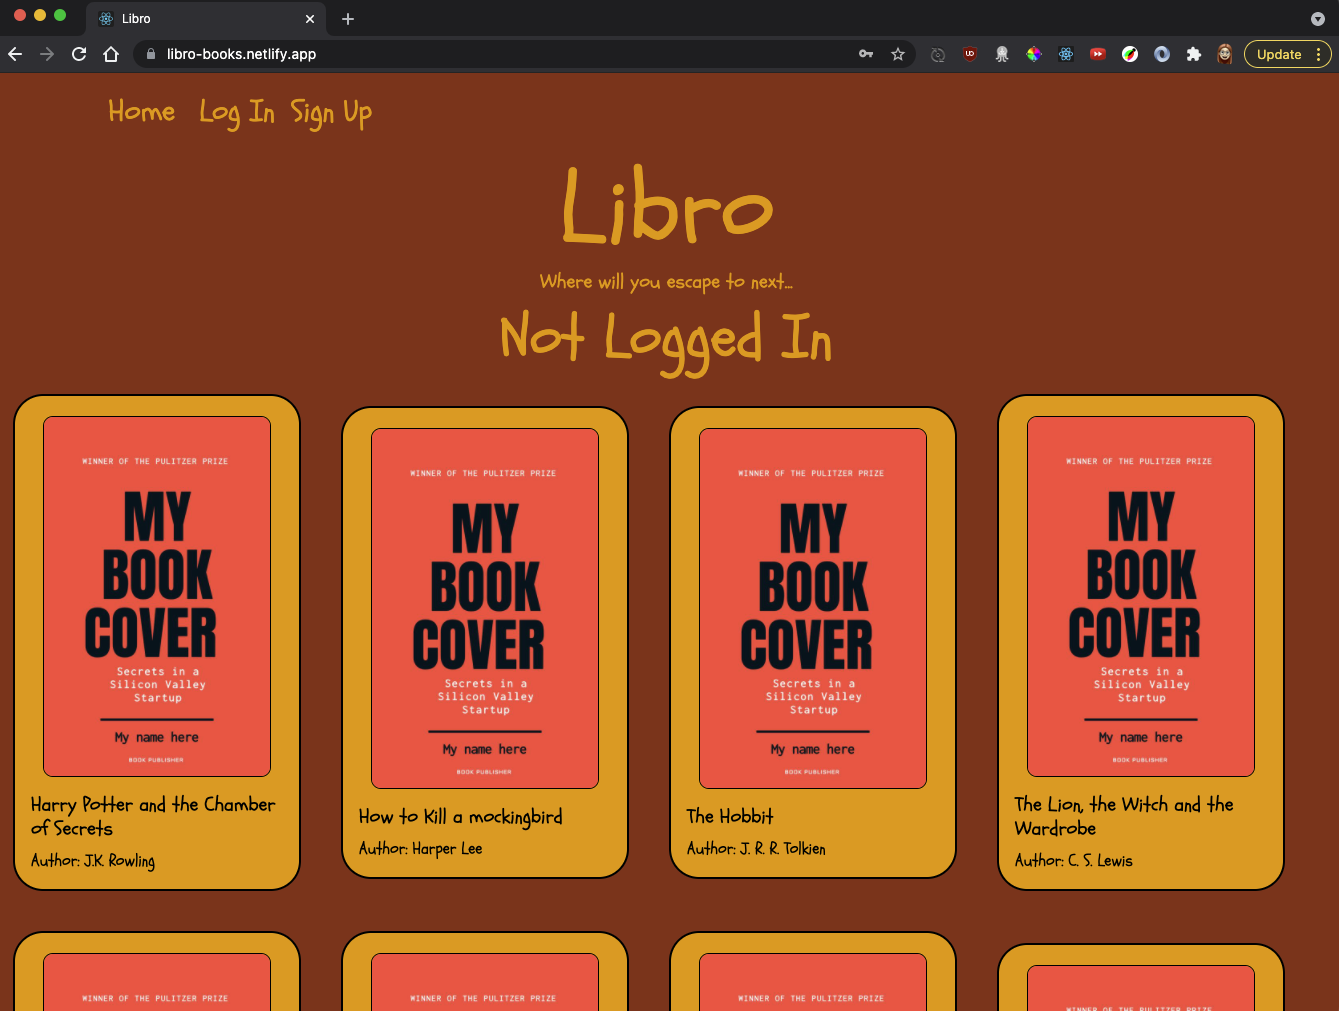 Libro
libro-books.netlify.app
Update
Home Log In Sign Up
Libro
Where will you escape to next...
Not Logged In
WINNER OF THE PULITZER PRIZE
MY
BOOK
COVER
Secrets in a
Silicon Valley
Startup
My name here
BOOK PUBLISHER
Harry Potter and the Chamber
of Secrets
Author: J.K. Rowling
WINNER OF THE PULITZER PRIZE
MY
BOOK
COVER
Secrets in a
Silicon Valley
Startup
My name here
BOOK PUBLISHER
How to Kill a mockingbird
Author: Harper Lee
WINNER OF THE PULITZER PRIZE
MY
BOOK
COVER
Secrets in a
Silicon Valley
Startup
My name here
BOOK PUBLISHER
The Hobbit
Author: J. R. R. Tolkien
WINNER OF THE PULITZER PRIZE
MY
BOOK
COVER
Secrets in a
Silicon Valley
Startup
My name here
BOOK PUBLISHER
The Lion, the Witch and the
Wardrobe
Author: C. S. Lewis
WINNER OF THE PULITZER PRIZE
WINNER OF THE PULITZER PRIZE
WINNER OF THE PULITZER PRIZE
WINNER OF THE PULITZER PRIZE